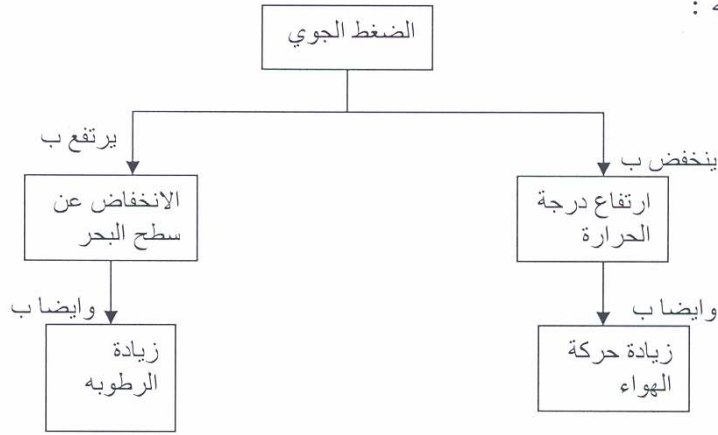 :
الضغط الجوي
ينخفض ب
يرتفع ب
ارتفاع درجة
الحرارة
الانخفاض عن
سطح البحر
وايضا ب
وايضا ب
زيادة حركة
الهواء
زيادة
الرطوبه